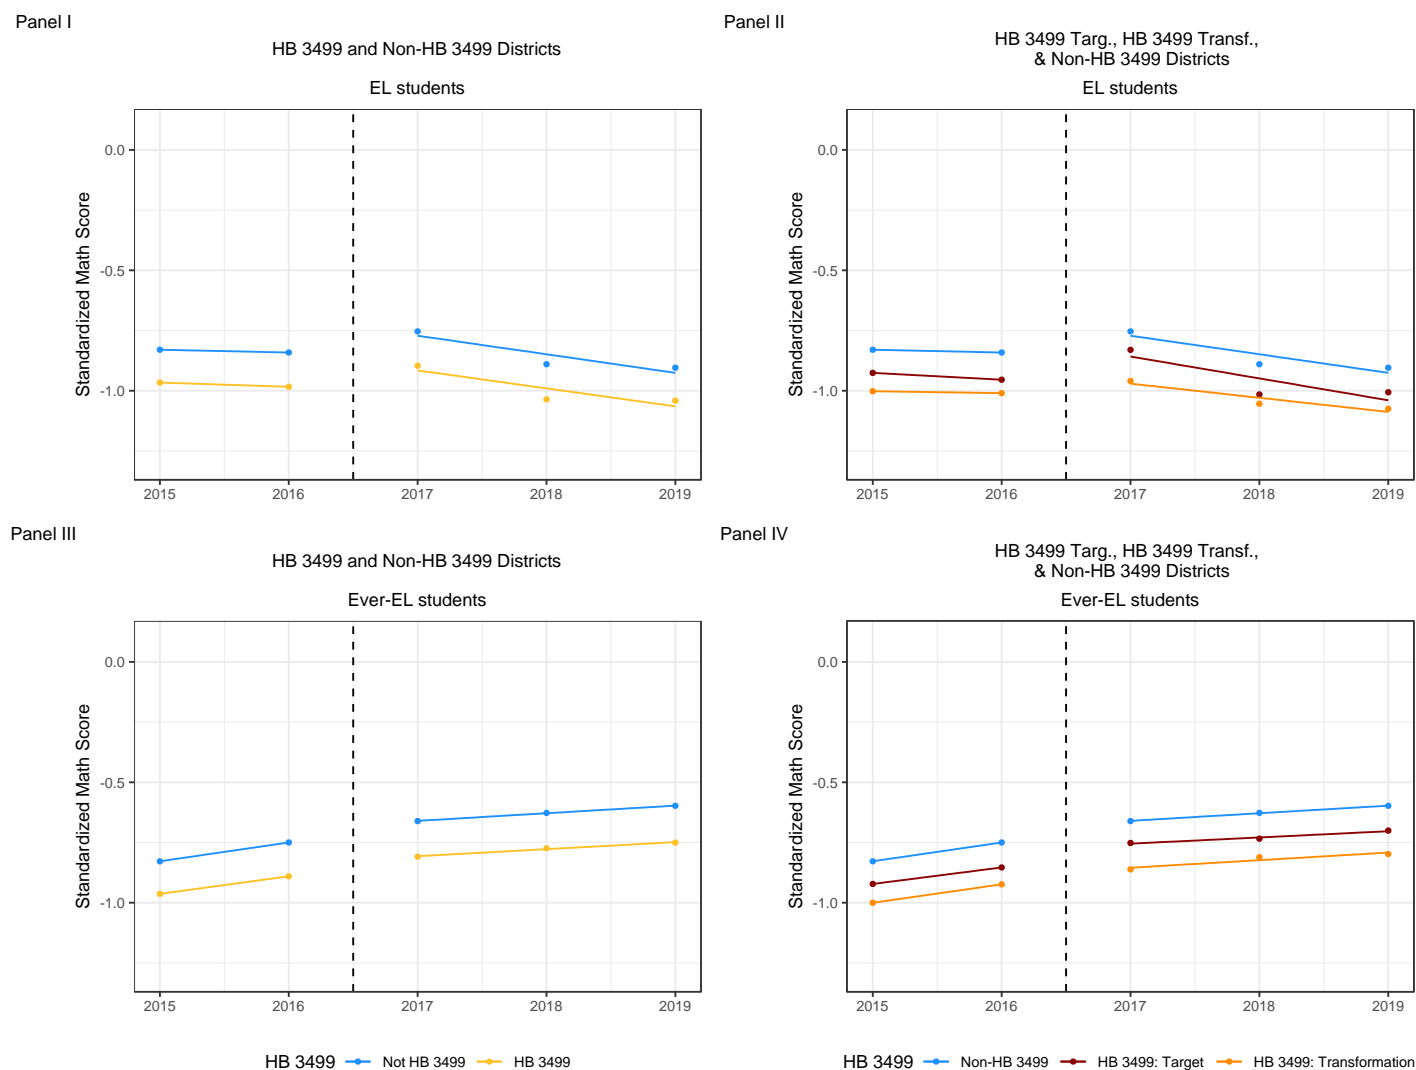 Panel I
HB 3499 and Non-HB 3499 Districts
EL students
Standardized Math Score
0.0
-0.5
-1.0
2015 2016 2017 2018 2019
Panel II
HB 3499 Targ., HB 3499 Transf.,
& Non-HB 3499 Districts
EL students
Standardized Math Score
0.0
-0.5
-1.0
2015 2016 2017 2018 2019
Panel III
HB 3499 and Non-HB 3499 Districts
Ever-EL students
Standardized Math Score
0.0
-0.5
-1.0
2015 2016 2017 2018 2019
HB 3499 Not HB 3499 HB 3499
Panel IV
HB 3499 Targ., HB 3499 Transf.,
& Non-HB 3499 Districts
Ever-EL students
Standardized Math Score
0.0
-0.5
-1.0
2015 2016 2017 2018 2019
HB 3499 Non-HB 3499 HB 3499: Target HB 3499: Transformation